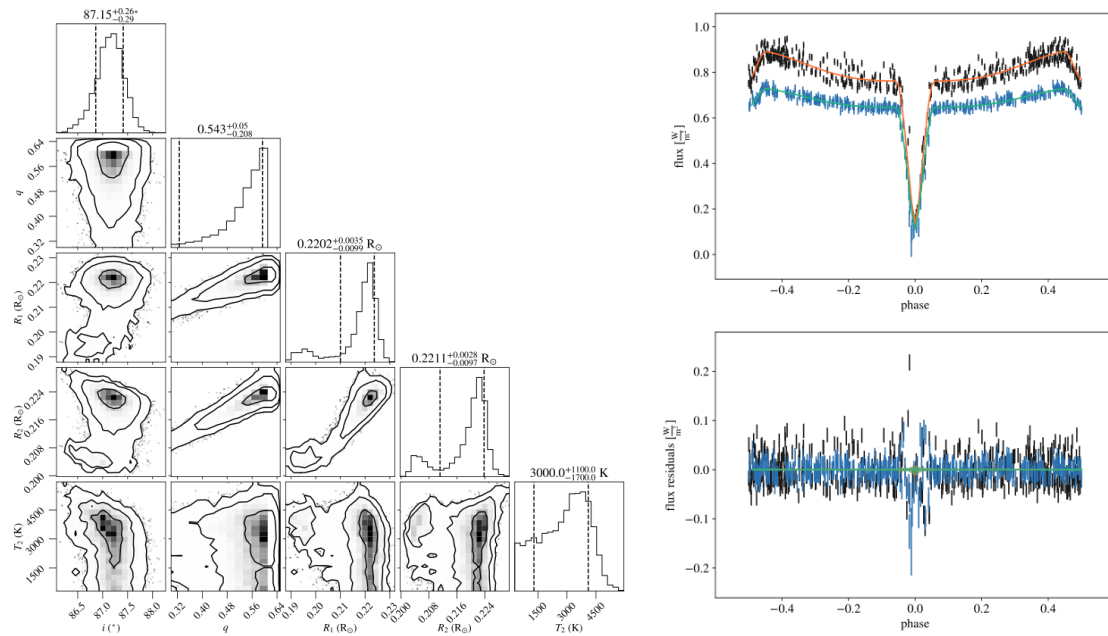 87.15+0.26∘−0.29
0.543+0.05−0.208
0.2202+0.0035−0.0099 R⊙
0.2211+0.0028−0.0097 R⊙
3000.0+1100.0−1700.0 K
q
0.64
0.56
0.48
0.40
0.32
R1 (R⊙)
0.23
0.22
0.21
0.20
0.19
R2 (R⊙)
0.224
0.216
0.208
0.200
T2 (K)
4500
3000
1500
86.5 87.0 87.5 88.0
i (°)
0.32 0.40 0.48 0.56 0.64
q
0.19 0.20 0.21 0.22 0.23
R1 (R⊙)
0.200 0.208 0.216 0.224
R2 (R⊙)
1500 3000 4500
T2 (K)
flux [W/m²]
1.0
0.8
0.6
0.4
0.2
0.0
−0.4 −0.2 0.0 0.2 0.4
phase
flux residuals [W/m²]
0.2
0.1
0.0
−0.1
−0.2
−0.4 −0.2 0.0 0.2 0.4
phase